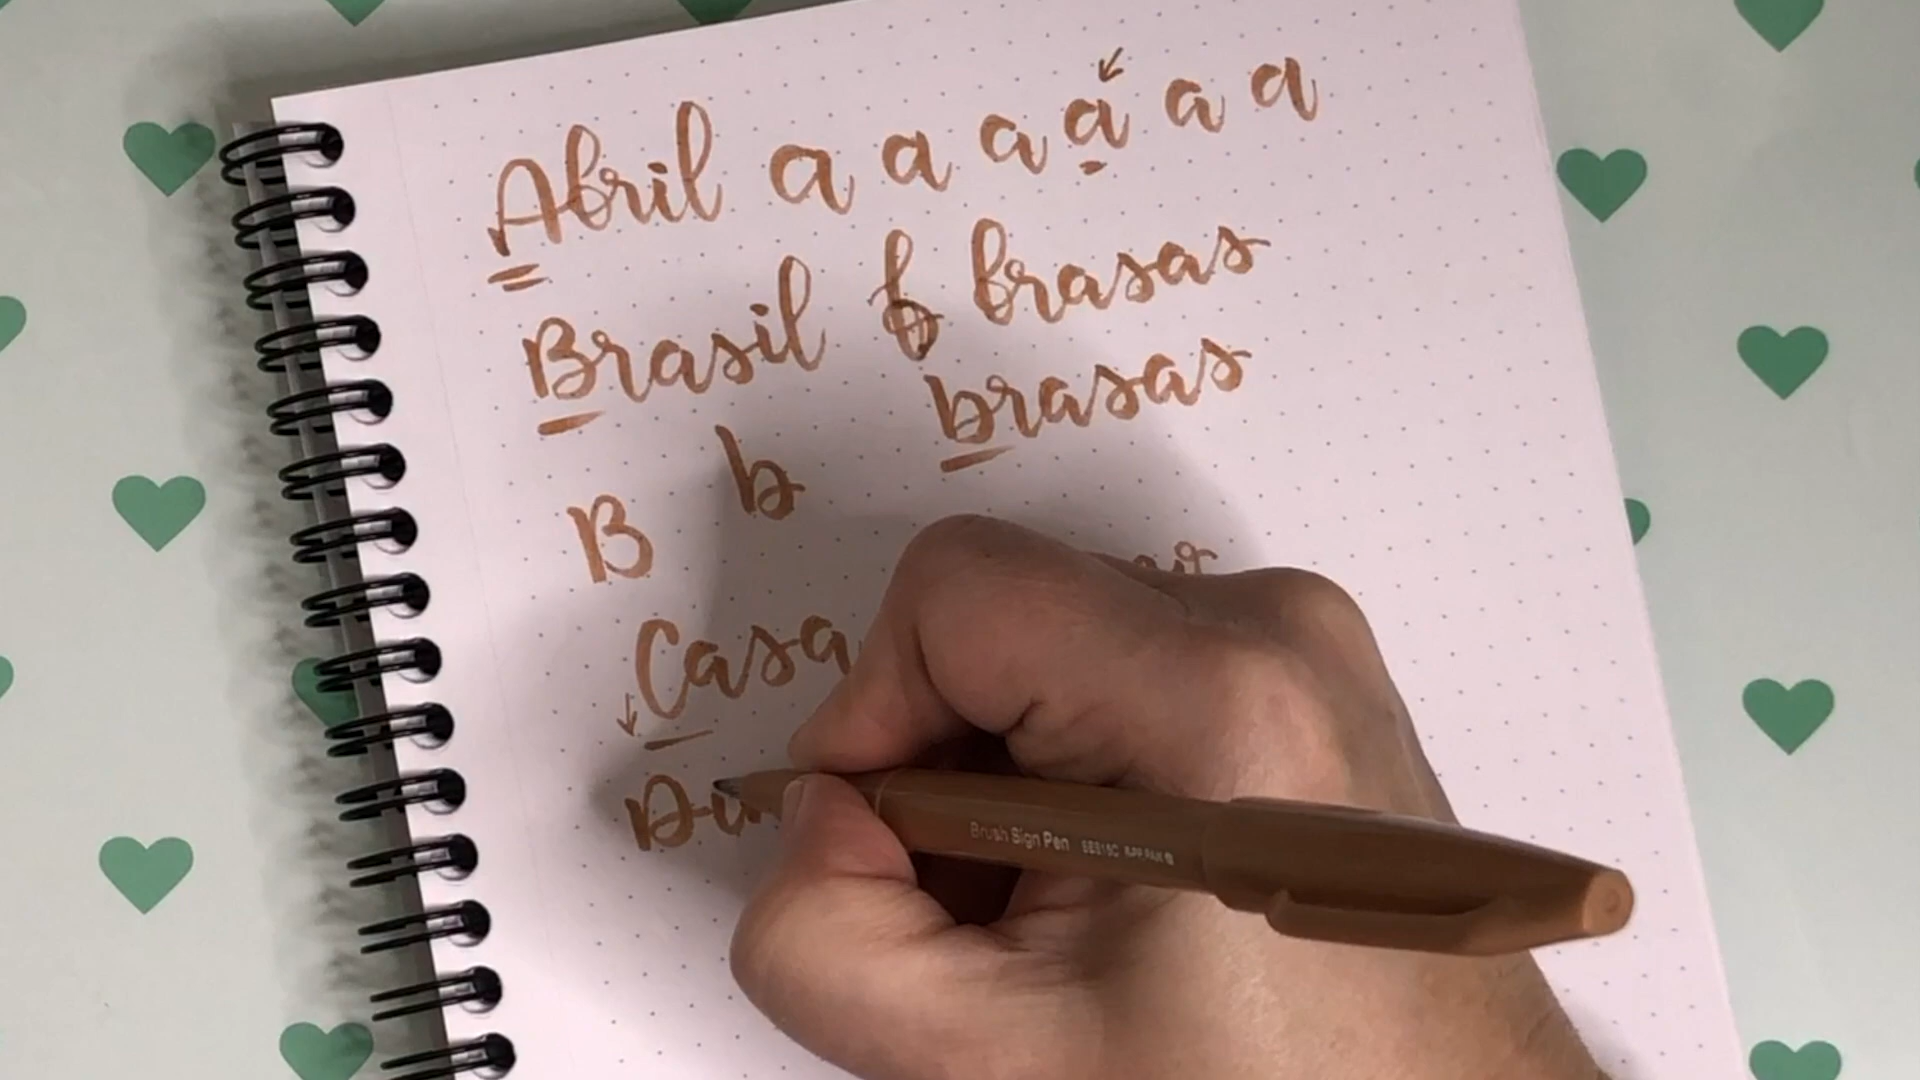 Abril a a a a a a
Brasil b brasas
brasas
B b
Casa
Brush Sign Pen